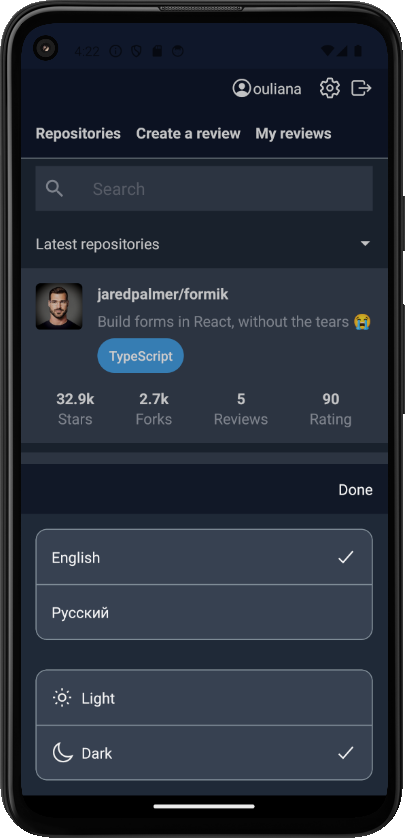 4:22
ouliana
Repositories Create a review My reviews
Search
Latest repositories
jaredpalmer/formik
Build forms in React, without the tears 😭
TypeScript
32.9k 2.7k 5 90
Stars Forks Reviews Rating
Done
English
Русский
Light
Dark